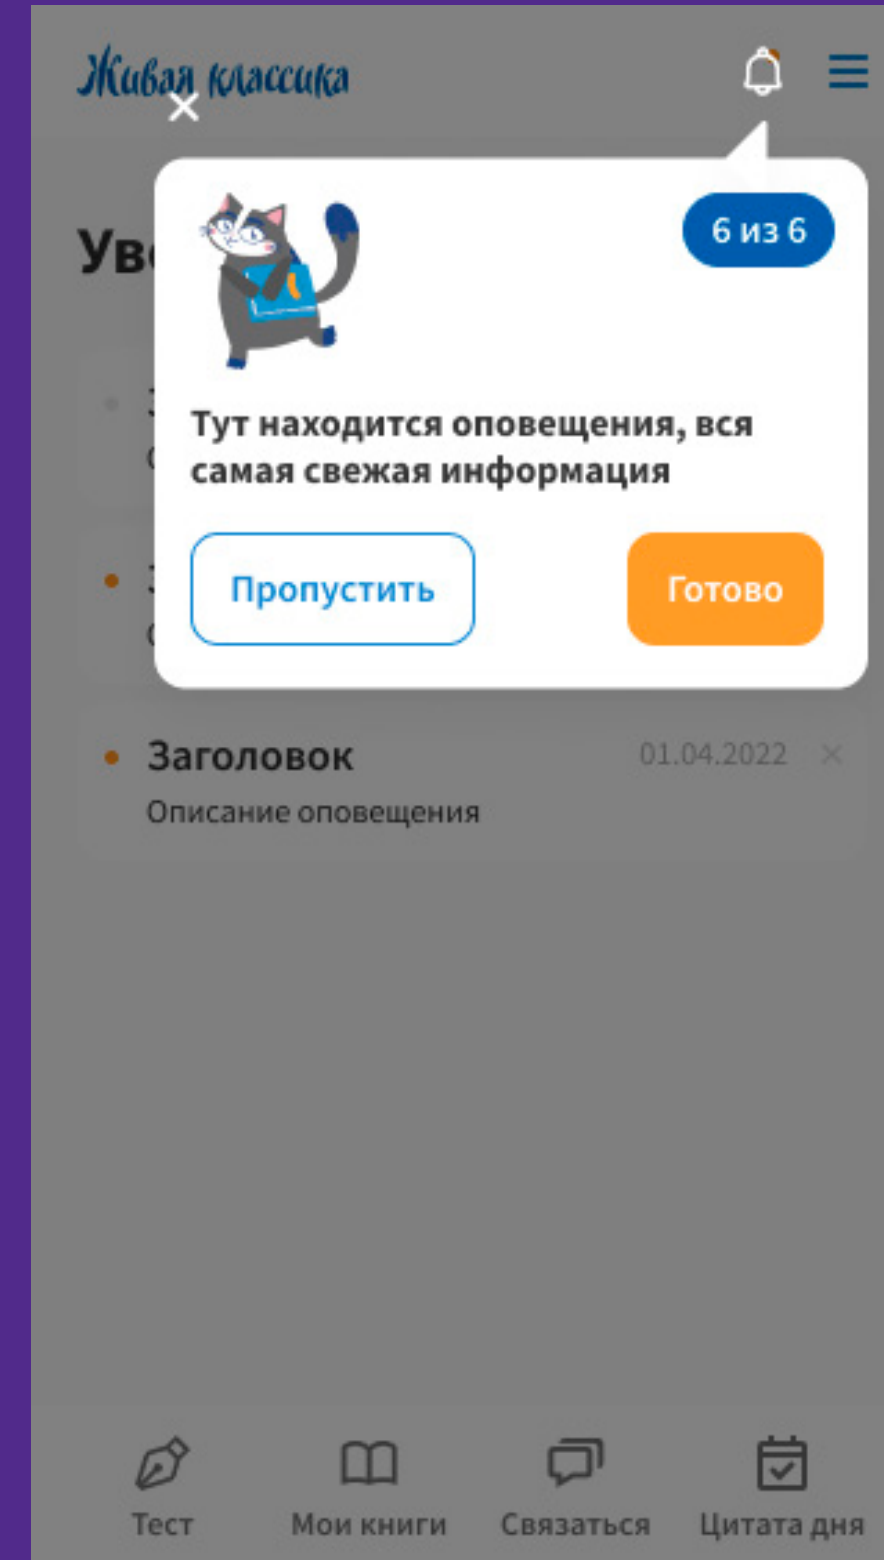 Живая классика
6 из 6
Тут находится оповещения, вся
самая свежая информация
Пропустить
Готово
Заголовок
01.04.2022
Описание оповещения
Тест
Мои книги
Связаться
Цитата дня